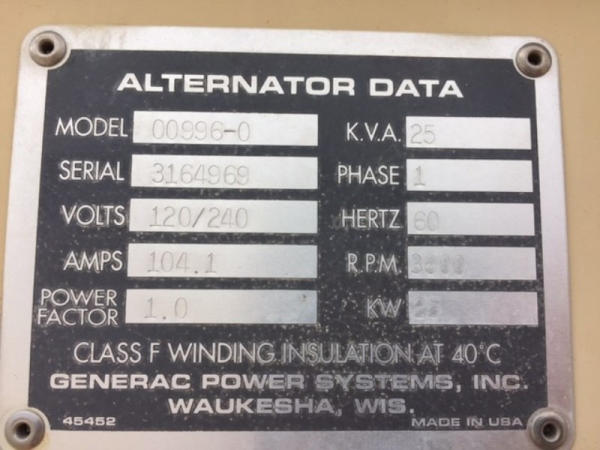 ALTERNATOR DATA
MODEL 00996-0 K.V.A. 25
SERIAL 3164969 PHASE 1
VOLTS 120/240 HERTZ 60
AMPS 104.1 R.P.M.
POWER FACTOR 1.0 KW 25
CLASS F WINDING INSULATION AT 40°C
GENERAC POWER SYSTEMS, INC.
WAUKESHA, WIS.
45452 MADE IN USA